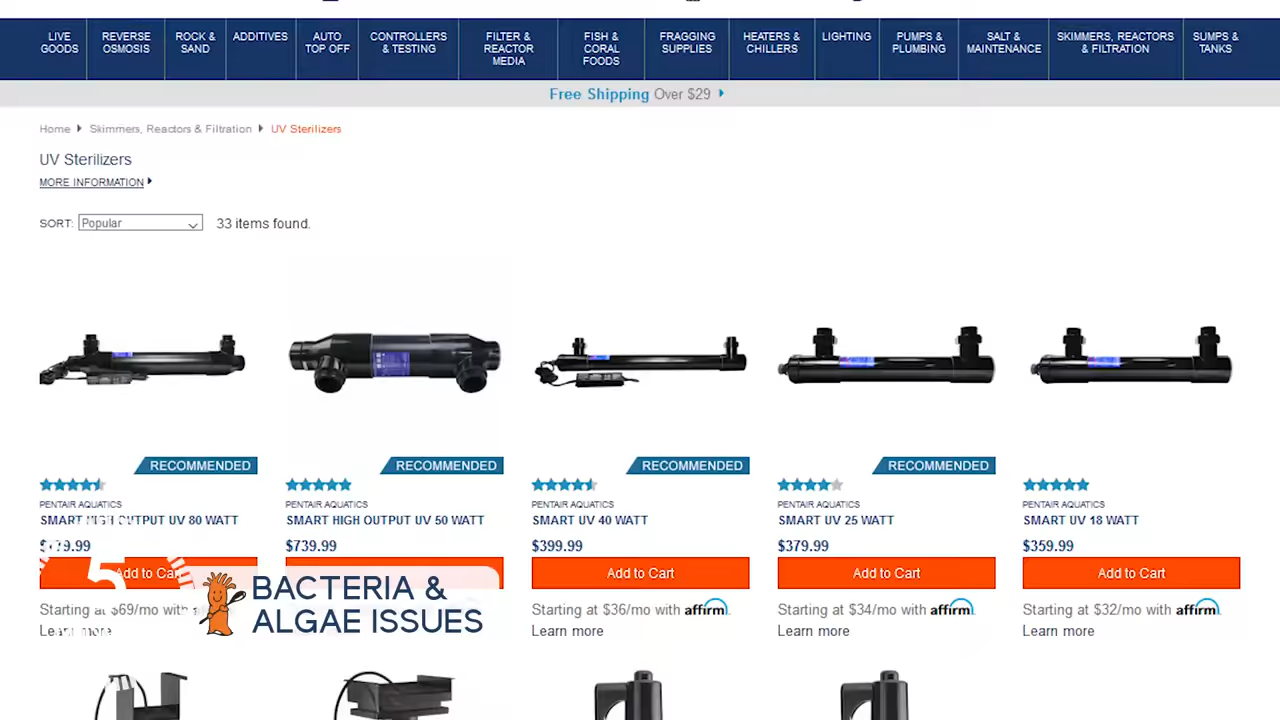 LIVE GOODS
REVERSE OSMOSIS
ROCK & SAND
ADDITIVES
AUTO TOP OFF
CONTROLLERS & TESTING
FILTER & REACTOR MEDIA
FISH & CORAL FOODS
FRAGGING SUPPLIES
HEATERS & CHILLERS
LIGHTING
PUMPS & PLUMBING
SALT & MAINTENANCE
SKIMMERS, REACTORS & FILTRATION
SUMPS & TANKS
Free Shipping Over $29
Home Skimmers, Reactors & Filtration UV Sterilizers
UV Sterilizers
MORE INFORMATION
SORT: Popular 33 items found.
RECOMMENDED
PENTAIR AQUATICS
SMART HIGH OUTPUT UV 80 WATT
Add to Cart
Starting at $69/mo with
Learn more
RECOMMENDED
PENTAIR AQUATICS
SMART HIGH OUTPUT UV 50 WATT
$739.99
RECOMMENDED
PENTAIR AQUATICS
SMART UV 40 WATT
$399.99
Add to Cart
Starting at $36/mo with affirm
Learn more
RECOMMENDED
PENTAIR AQUATICS
SMART UV 25 WATT
$379.99
Add to Cart
Starting at $34/mo with affirm
Learn more
PENTAIR AQUATICS
SMART UV 18 WATT
$359.99
Add to Cart
Starting at $32/mo with affirm
Learn more
5
BACTERIA &
ALGAE ISSUES